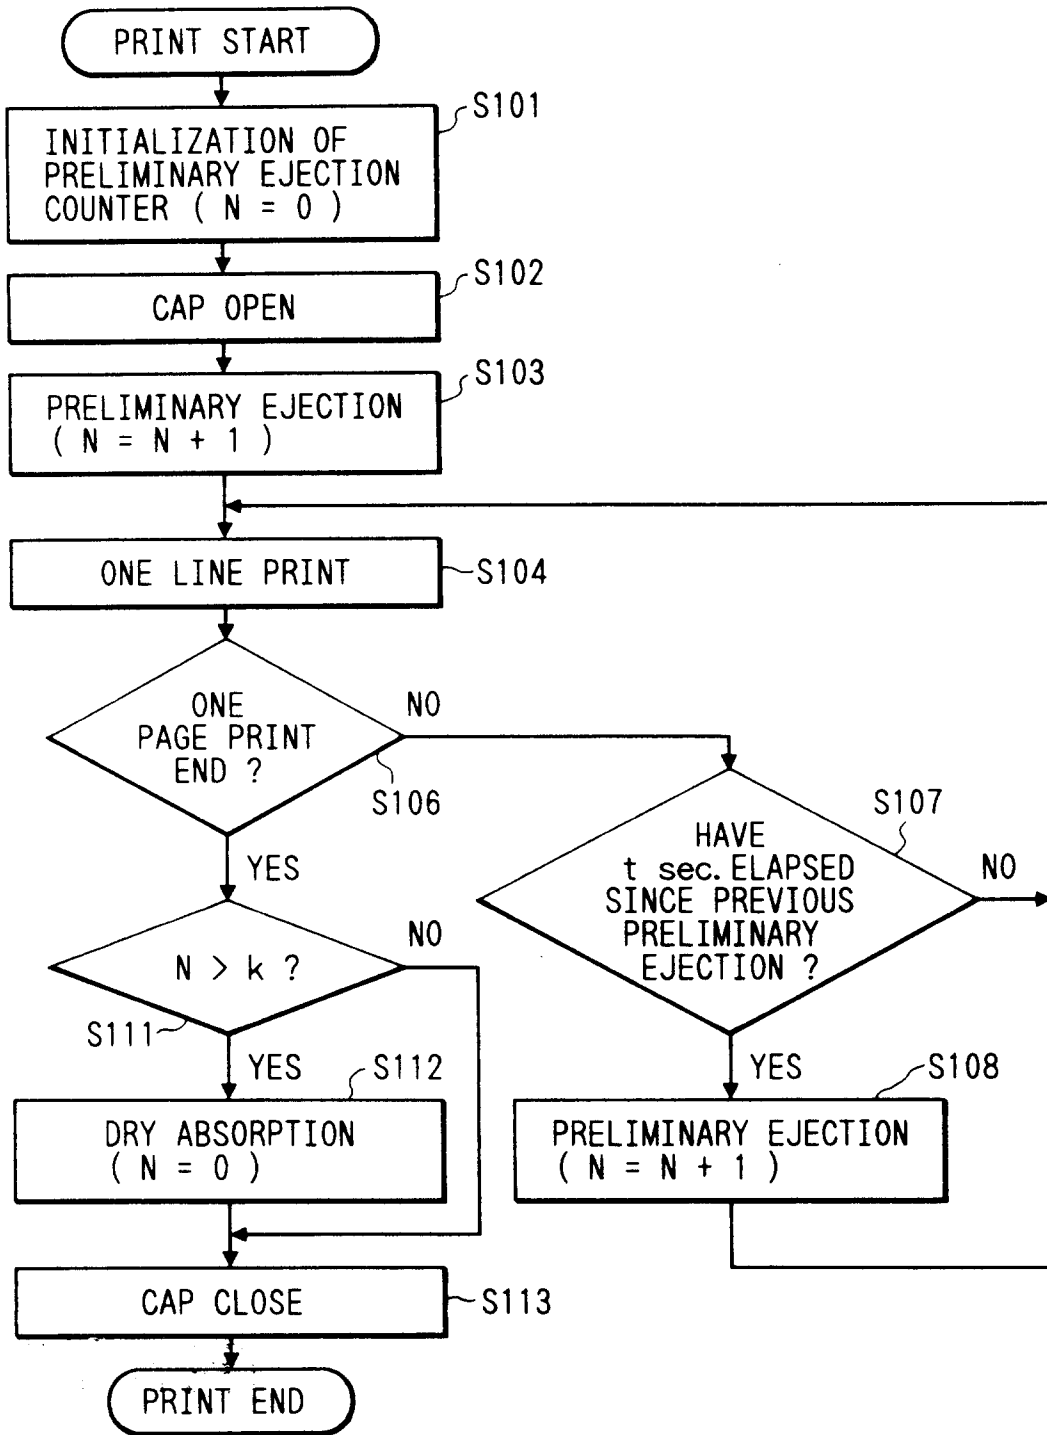 PRINT START
S101
INITIALIZATION OF
PRELIMINARY EJECTION
COUNTER ( N = 0 )
S102
CAP OPEN
S103
PRELIMINARY EJECTION
( N = N + 1 )
ONE LINE PRINT
S104
ONE
PAGE PRINT
END ?
NO
S106
YES
S107
HAVE
t sec. ELAPSED
SINCE PREVIOUS
PRELIMINARY
EJECTION ?
NO
YES
N > k ?
NO
S111
YES
S112
DRY ABSORPTION
( N = 0 )
S108
PRELIMINARY EJECTION
( N = N + 1 )
CAP CLOSE
S113
PRINT END